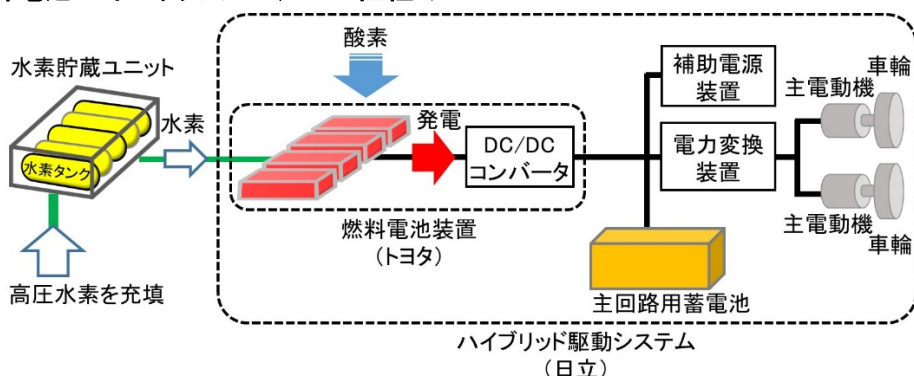 水素貯蔵ユニット
水素タンク
高圧水素を充填
水素
酸素
発電
DC/DC
コンバータ
燃料電池装置
(トヨタ)
補助電源
装置
電力変換
装置
主電動機
車輪
主電動機
車輪
主回路用蓄電池
ハイブリッド駆動システム
(日立)